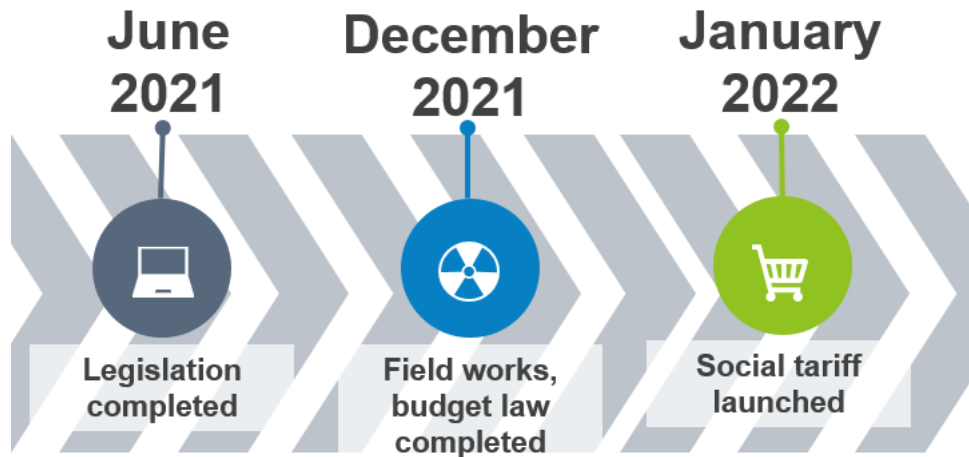 June
2021
December
2021
January
2022
Legislation
completed
Field works,
budget law
completed
Social tariff
launched